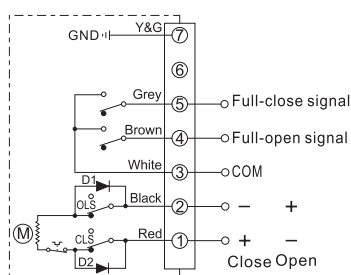 GND Y&G 7
6
Grey 5 Full-close signal
Brown 4 Full-open signal
White 3 COM
D1
OLS Black 2 − +
M
CLS Red 1 + −
D2 Close Open